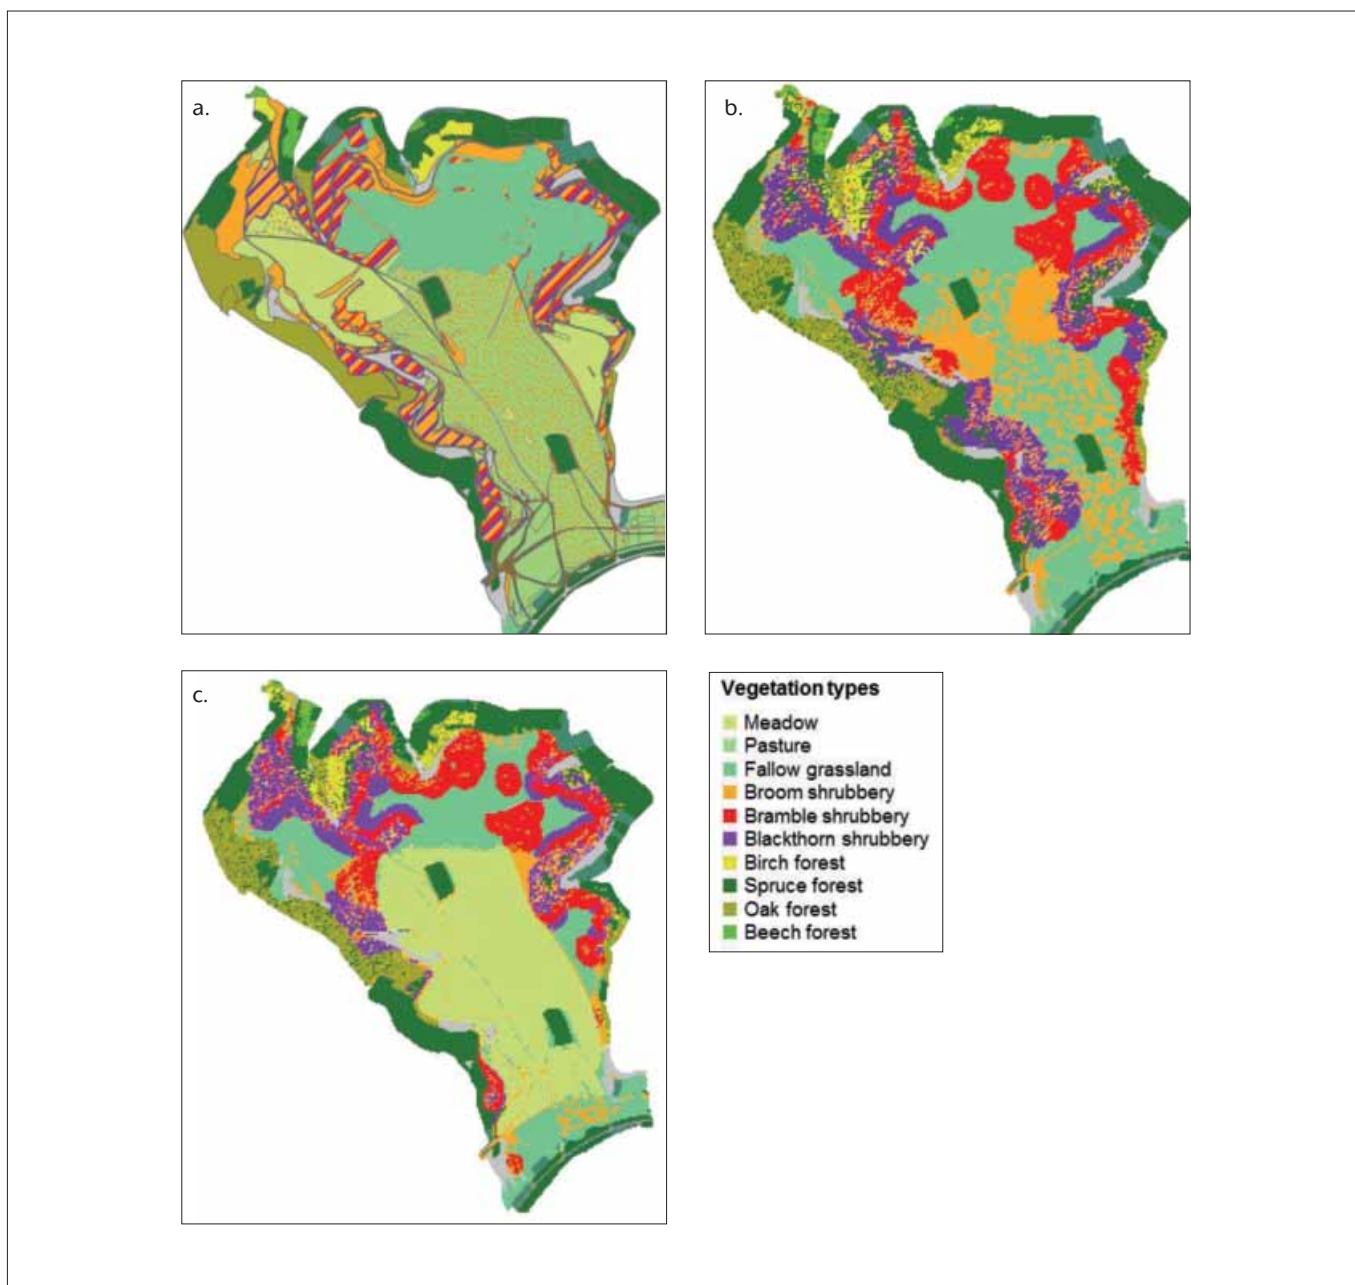 a.
b.
c.
Vegetation types
Meadow
Pasture
Fallow grassland
Broom shrubbery
Bramble shrubbery
Blackthorn shrubbery
Birch forest
Spruce forest
Oak forest
Beech forest